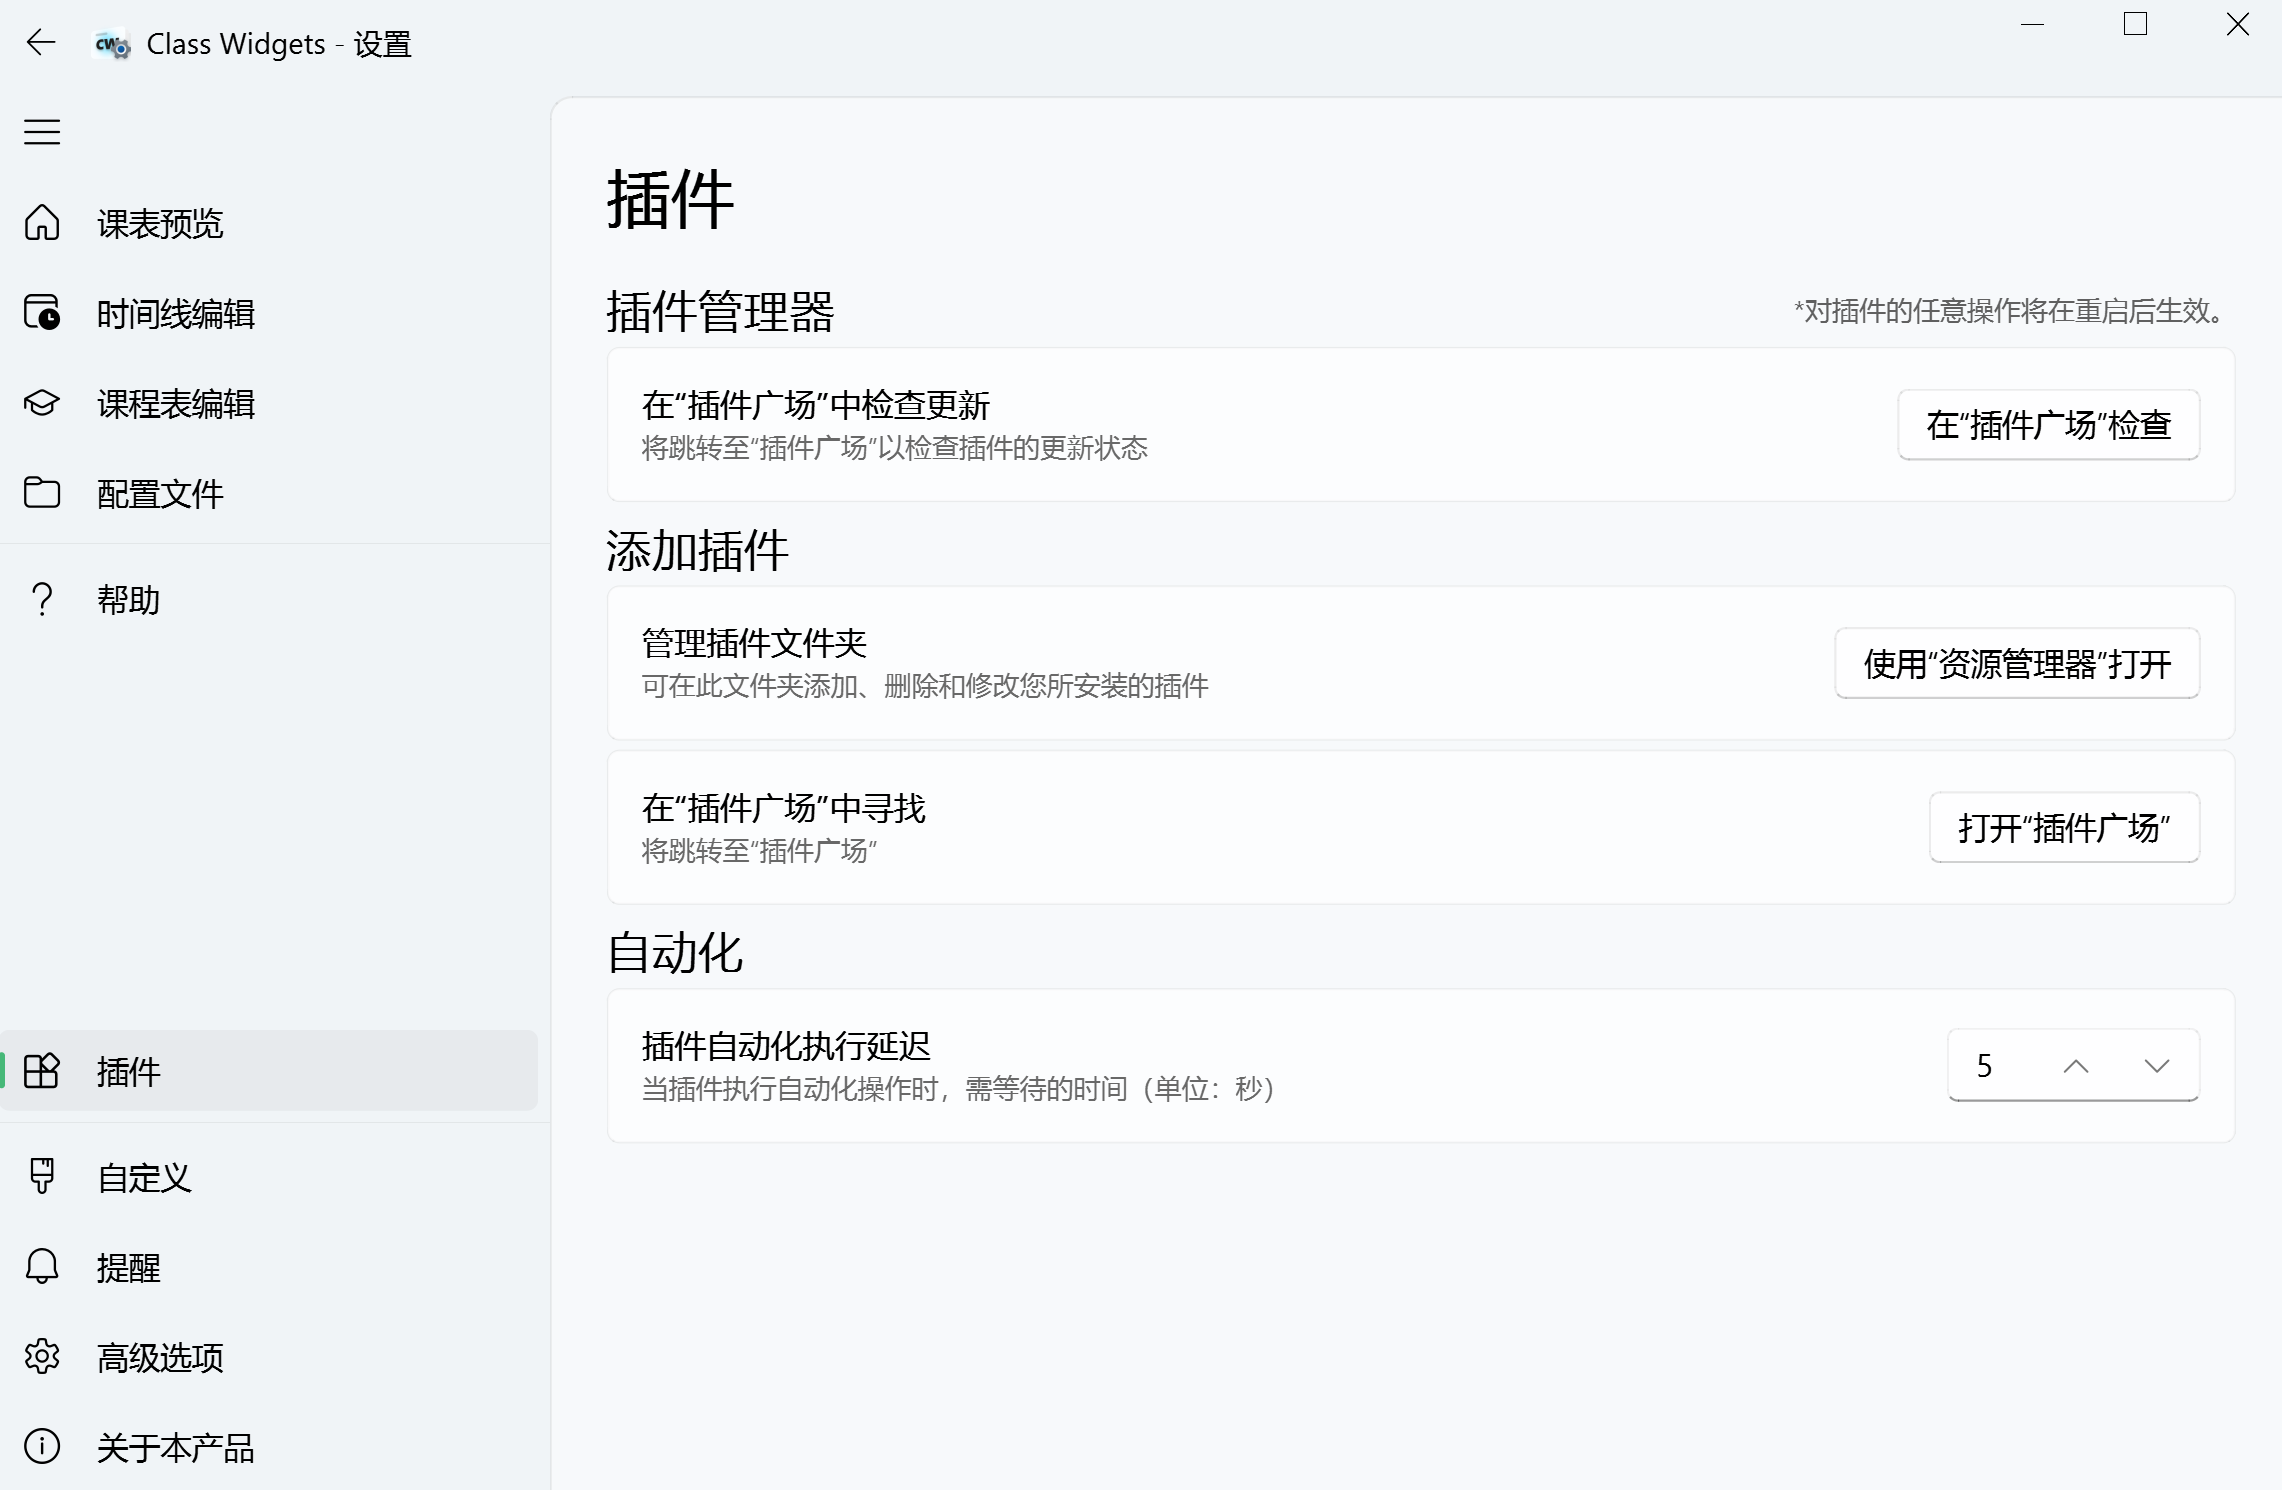 Class Widgets - 设置
课表预览
时间线编辑
课程表编辑
配置文件
帮助
插件
自定义
提醒
高级选项
关于本产品
插件
插件管理器
*对插件的任意操作将在重启后生效。
在“插件广场”中检查更新
将跳转至“插件广场”以检查插件的更新状态
在“插件广场”检查
添加插件
管理插件文件夹
可在此文件夹添加、删除和修改您所安装的插件
使用“资源管理器”打开
在“插件广场”中寻找
将跳转至“插件广场”
打开“插件广场”
自动化
插件自动化执行延迟
当插件执行自动化操作时，需等待的时间（单位：秒）
5